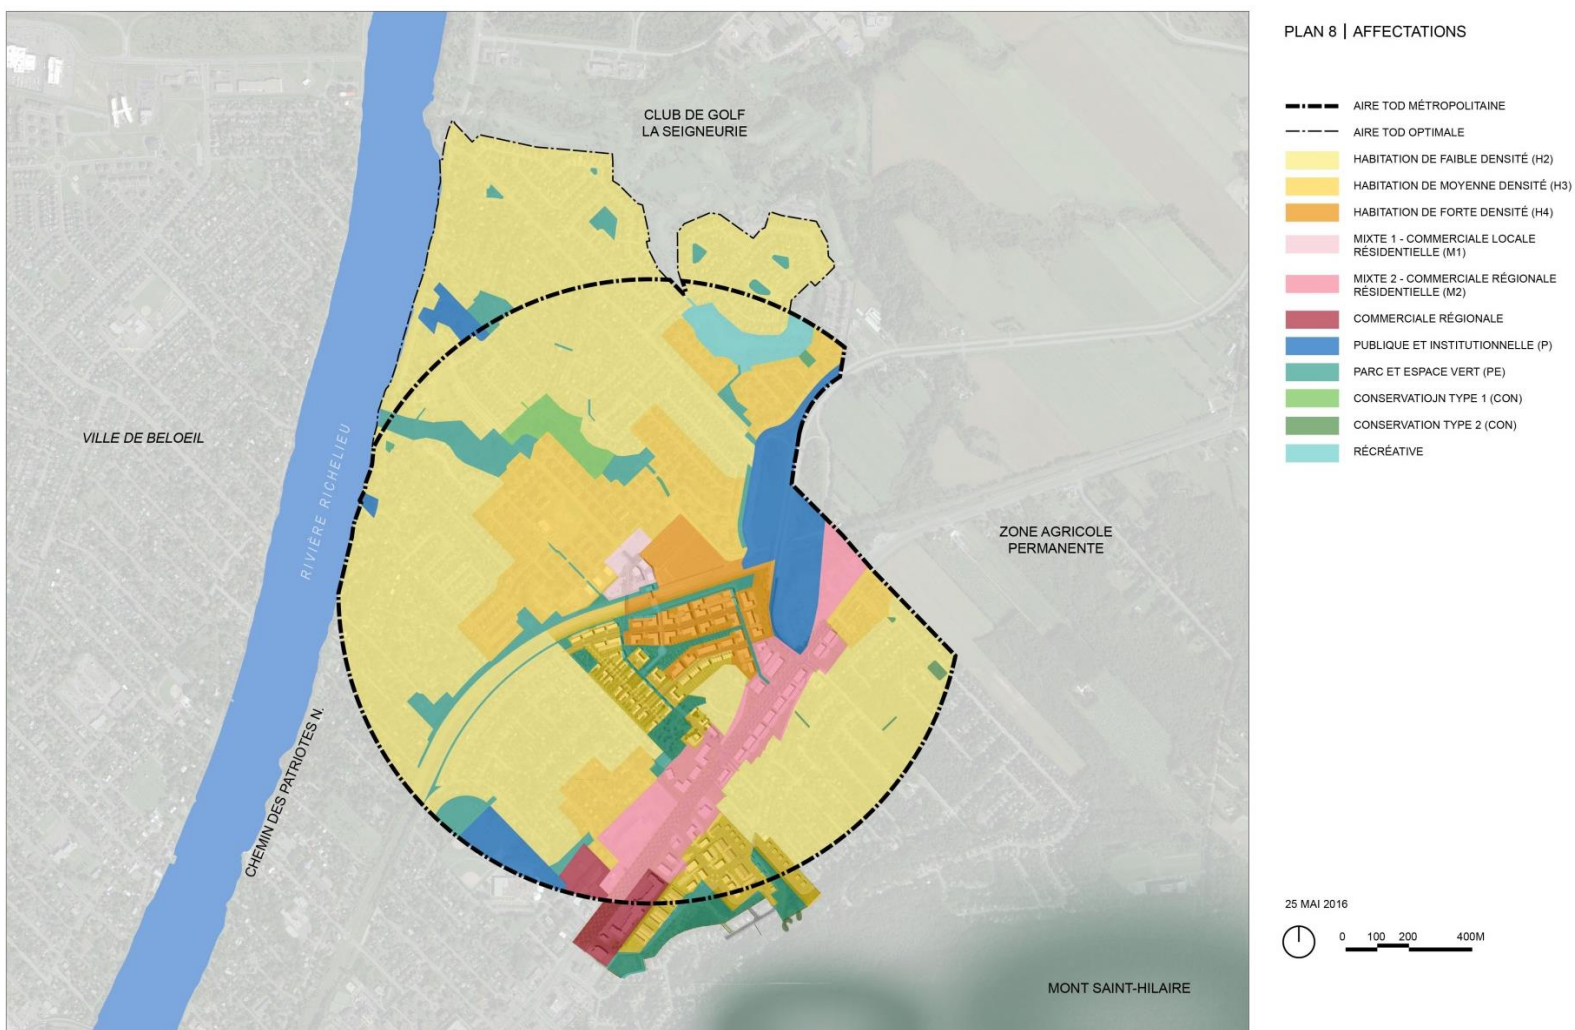 PLAN 8 | AFFECTATIONS
AIRE TOD MÉTROPOLITAINE
AIRE TOD OPTIMALE
HABITATION DE FAIBLE DENSITÉ (H2)
HABITATION DE MOYENNE DENSITÉ (H3)
HABITATION DE FORTE DENSITÉ (H4)
MIXTE 1 - COMMERCIALE LOCALE
RÉSIDENTIELLE (M1)
MIXTE 2 - COMMERCIALE RÉGIONALE
RÉSIDENTIELLE (M2)
COMMERCIALE RÉGIONALE
PUBLIQUE ET INSTITUTIONNELLE (P)
PARC ET ESPACE VERT (PE)
CONSERVATIOJN TYPE 1 (CON)
CONSERVATION TYPE 2 (CON)
RÉCRÉATIVE
CLUB DE GOLF
LA SEIGNEURIE
VILLE DE BELOEIL
RIVIÈRE RICHELIEU
ZONE AGRICOLE
PERMANENTE
CHEMIN DES PATRIOTES N.
MONT SAINT-HILAIRE
25 MAI 2016
0 100 200 400M